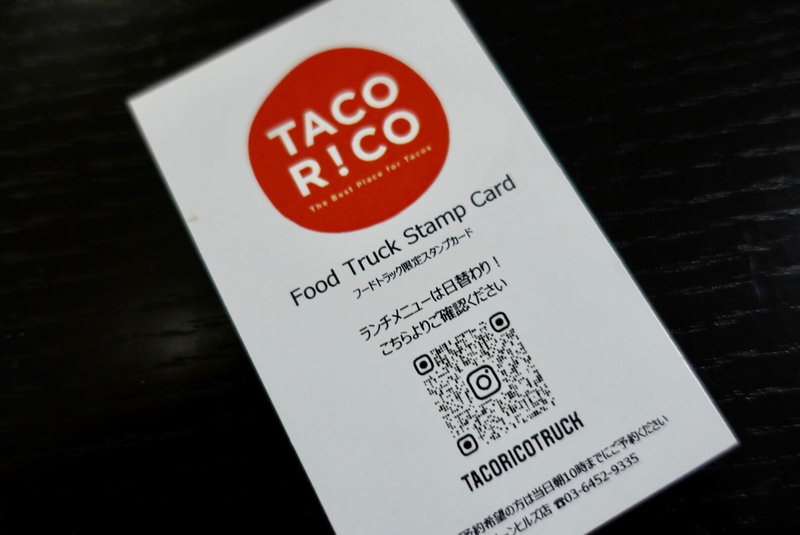 TACO
R!CO
The Best Place for Tacos
Food Truck Stamp Card
フードトラック限定スタンプカード
ランチメニューは日替わり！
こちらよりご確認ください
TACORICOTRUCK
予約希望の方は当日朝10時までにご予約ください
ーンヒルズ店 ☎03-6452-9335